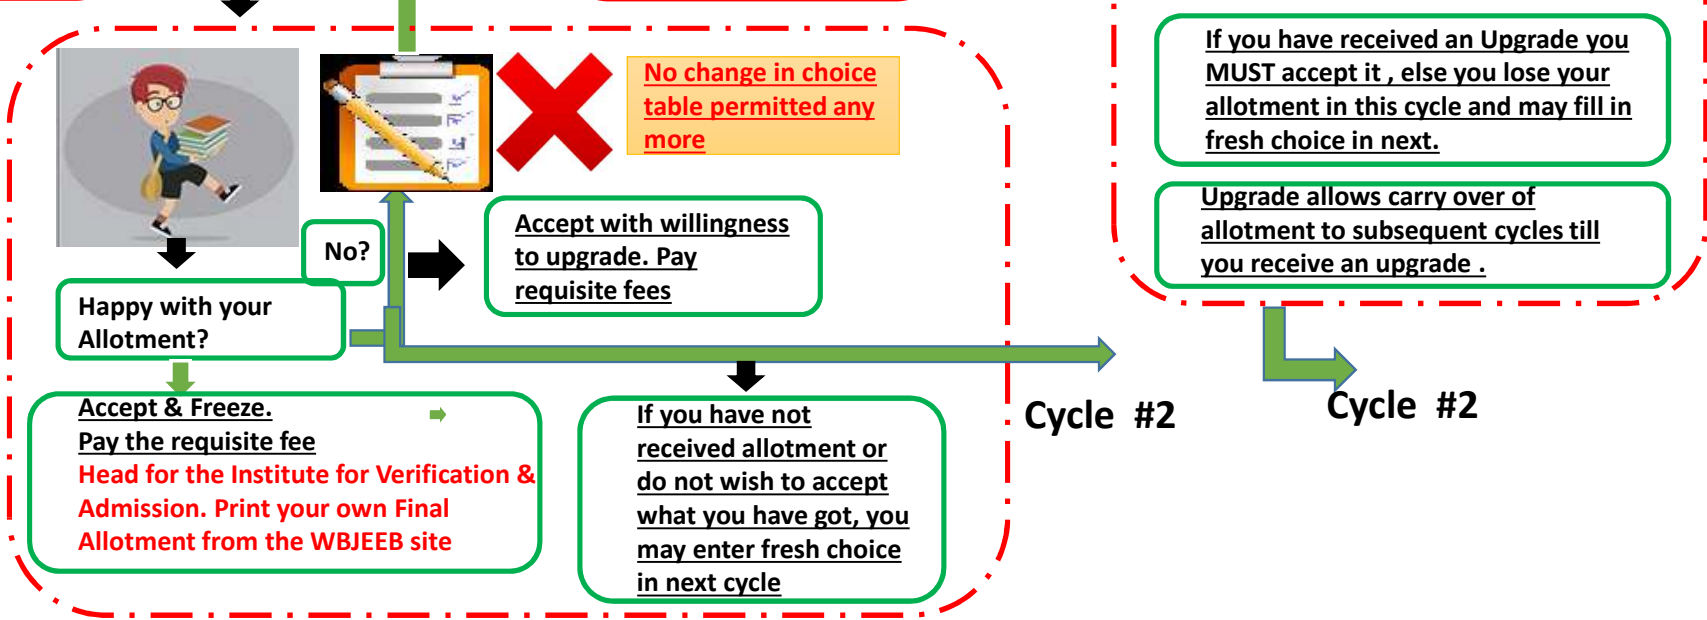 No change in choice
table permitted any
more
No?
Accept with willingness
to upgrade. Pay
requisite fees
Happy with your
Allotment?
Accept & Freeze.
Pay the requisite fee
Head for the Institute for Verification &
Admission. Print your own Final
Allotment from the WBJEEB site
If you have not
received allotment or
do not wish to accept
what you have got, you
may enter fresh choice
in next cycle
Cycle #2
If you have received an Upgrade you
MUST accept it , else you lose your
allotment in this cycle and may fill in
fresh choice in next.
Upgrade allows carry over of
allotment to subsequent cycles till
you receive an upgrade .
Cycle #2